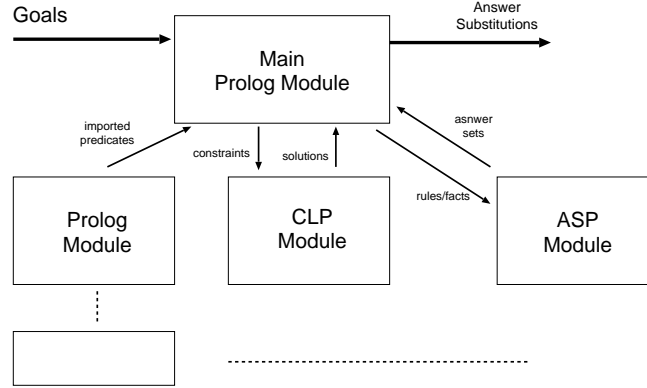 Goals
Answer
Substitutions
Main
Prolog Module
imported
predicates
constraints
solutions
asnwer
sets
rules/facts
Prolog
Module
CLP
Module
ASP
Module